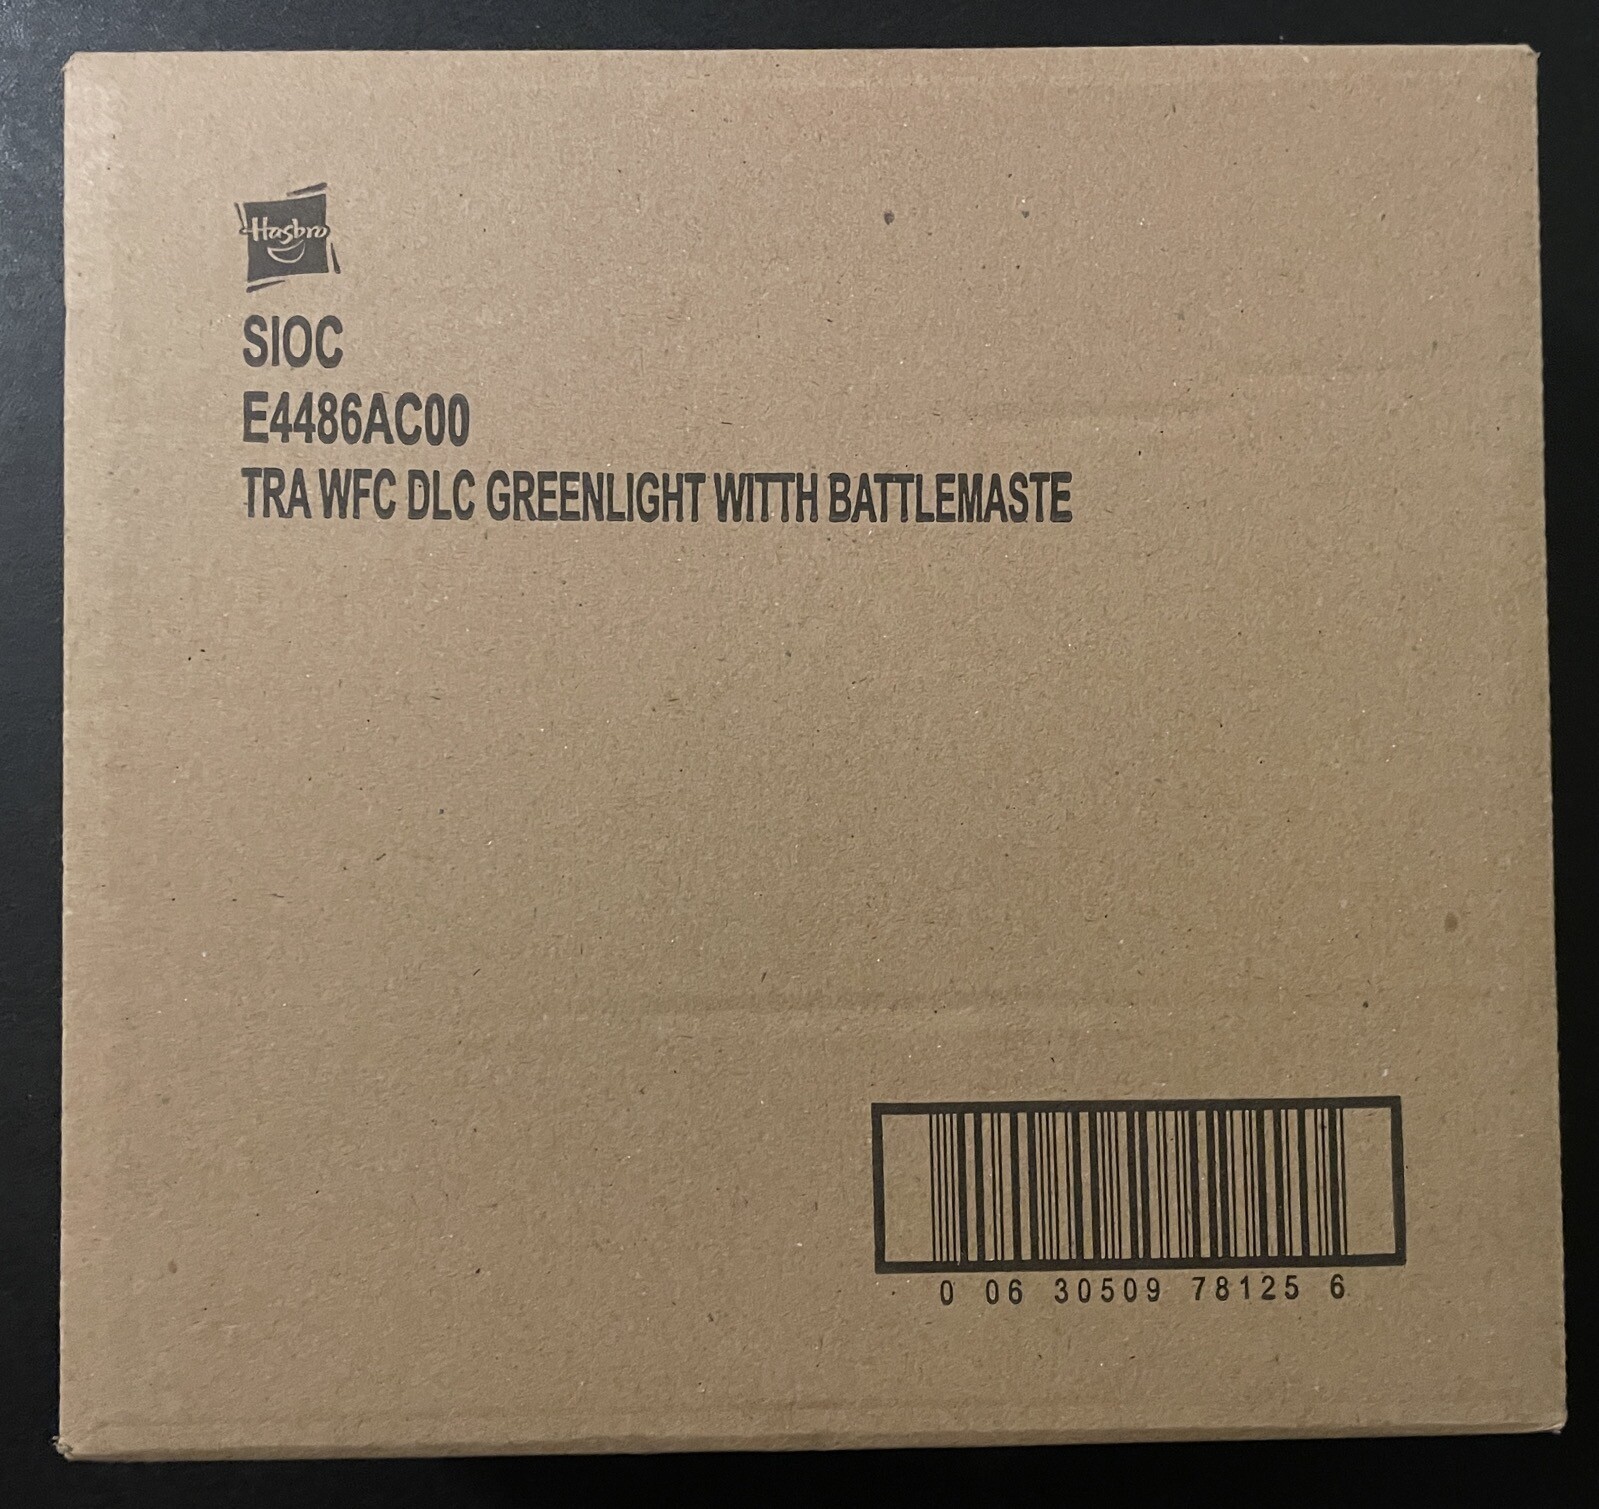 Hasbro
SIOC
E4486AC00
TRA WFC DLC GREENLIGHT WITTH BATTLEMASTE
0 06 30509 78125 6